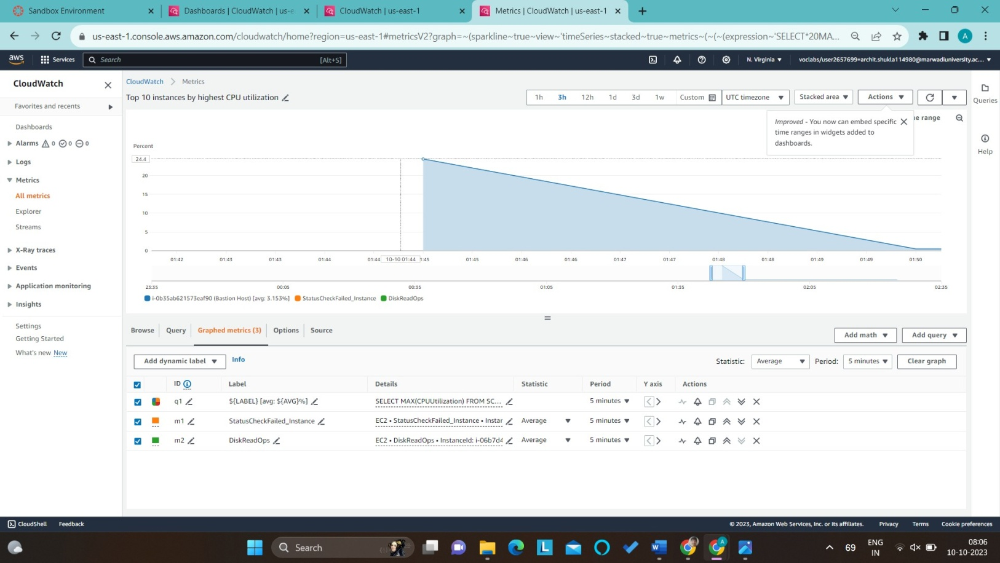 Sandbox Environment
Dashboards | CloudWatch | us-e
CloudWatch | us-east-1
Metrics | CloudWatch | us-east-1
us-east-1.console.aws.amazon.com/cloudwatch/home?region=us-east-1#metricsV2?graph=~(sparkline~true~view~'timeSeries~stacked~true~metrics~(~(~(expression~'SELECT*20MA...
A
aws
Services
Search
[Alt+S]
N. Virginia
voclabs/user2657699=archit.shukla114980@marwadiuniversity.ac....
CloudWatch
Favorites and recents
Dashboards
Alarms 0 0 0
Logs
Metrics
All metrics
Explorer
Streams
X-Ray traces
Events
Application monitoring
Insights
Settings
Getting Started
What's new New
CloudWatch > Metrics
Top 10 instances by highest CPU utilization
1h 3h 12h 1d 3d 1w Custom
UTC timezone
Stacked area
Actions
Queries
Help
Improved - You now can embed specific
time ranges in widgets added to
dashboards.
e range
Percent
24.4
20
15
10
5
0
01:42 01:43 01:43 01:44 01:44 10-10 01:44 1:45 01:45 01:46 01:46 01:47 01:47 01:48 01:48 01:49 01:49 01:50
23:35 00:05 00:35 01:05 01:35 02:05 02:35
i-0b35ab621573eaf90 (Bastion Host) [avg: 3.153%] StatusCheckFailed_Instance DiskReadOps
Browse Query Graphed metrics (3) Options Source
Add math
Add query
Add dynamic label
Info
Statistic: Average
Period: 5 minutes
Clear graph
ID Label Details Statistic Period Y axis Actions
q1 ${LABEL} [avg: ${AVG}%] SELECT MAX(CPUUtilization) FROM SC... 5 minutes
m1 StatusCheckFailed_Instance EC2 • StatusCheckFailed_Instance • Instar Average 5 minutes
m2 DiskReadOps EC2 • DiskReadOps • InstanceId: i-06b7d4 Average 5 minutes
CloudShell
Feedback
© 2023, Amazon Web Services, Inc. or its affiliates.
Privacy
Terms
Cookie preferences
Search
69
ENG
IN
08:06
10-10-2023